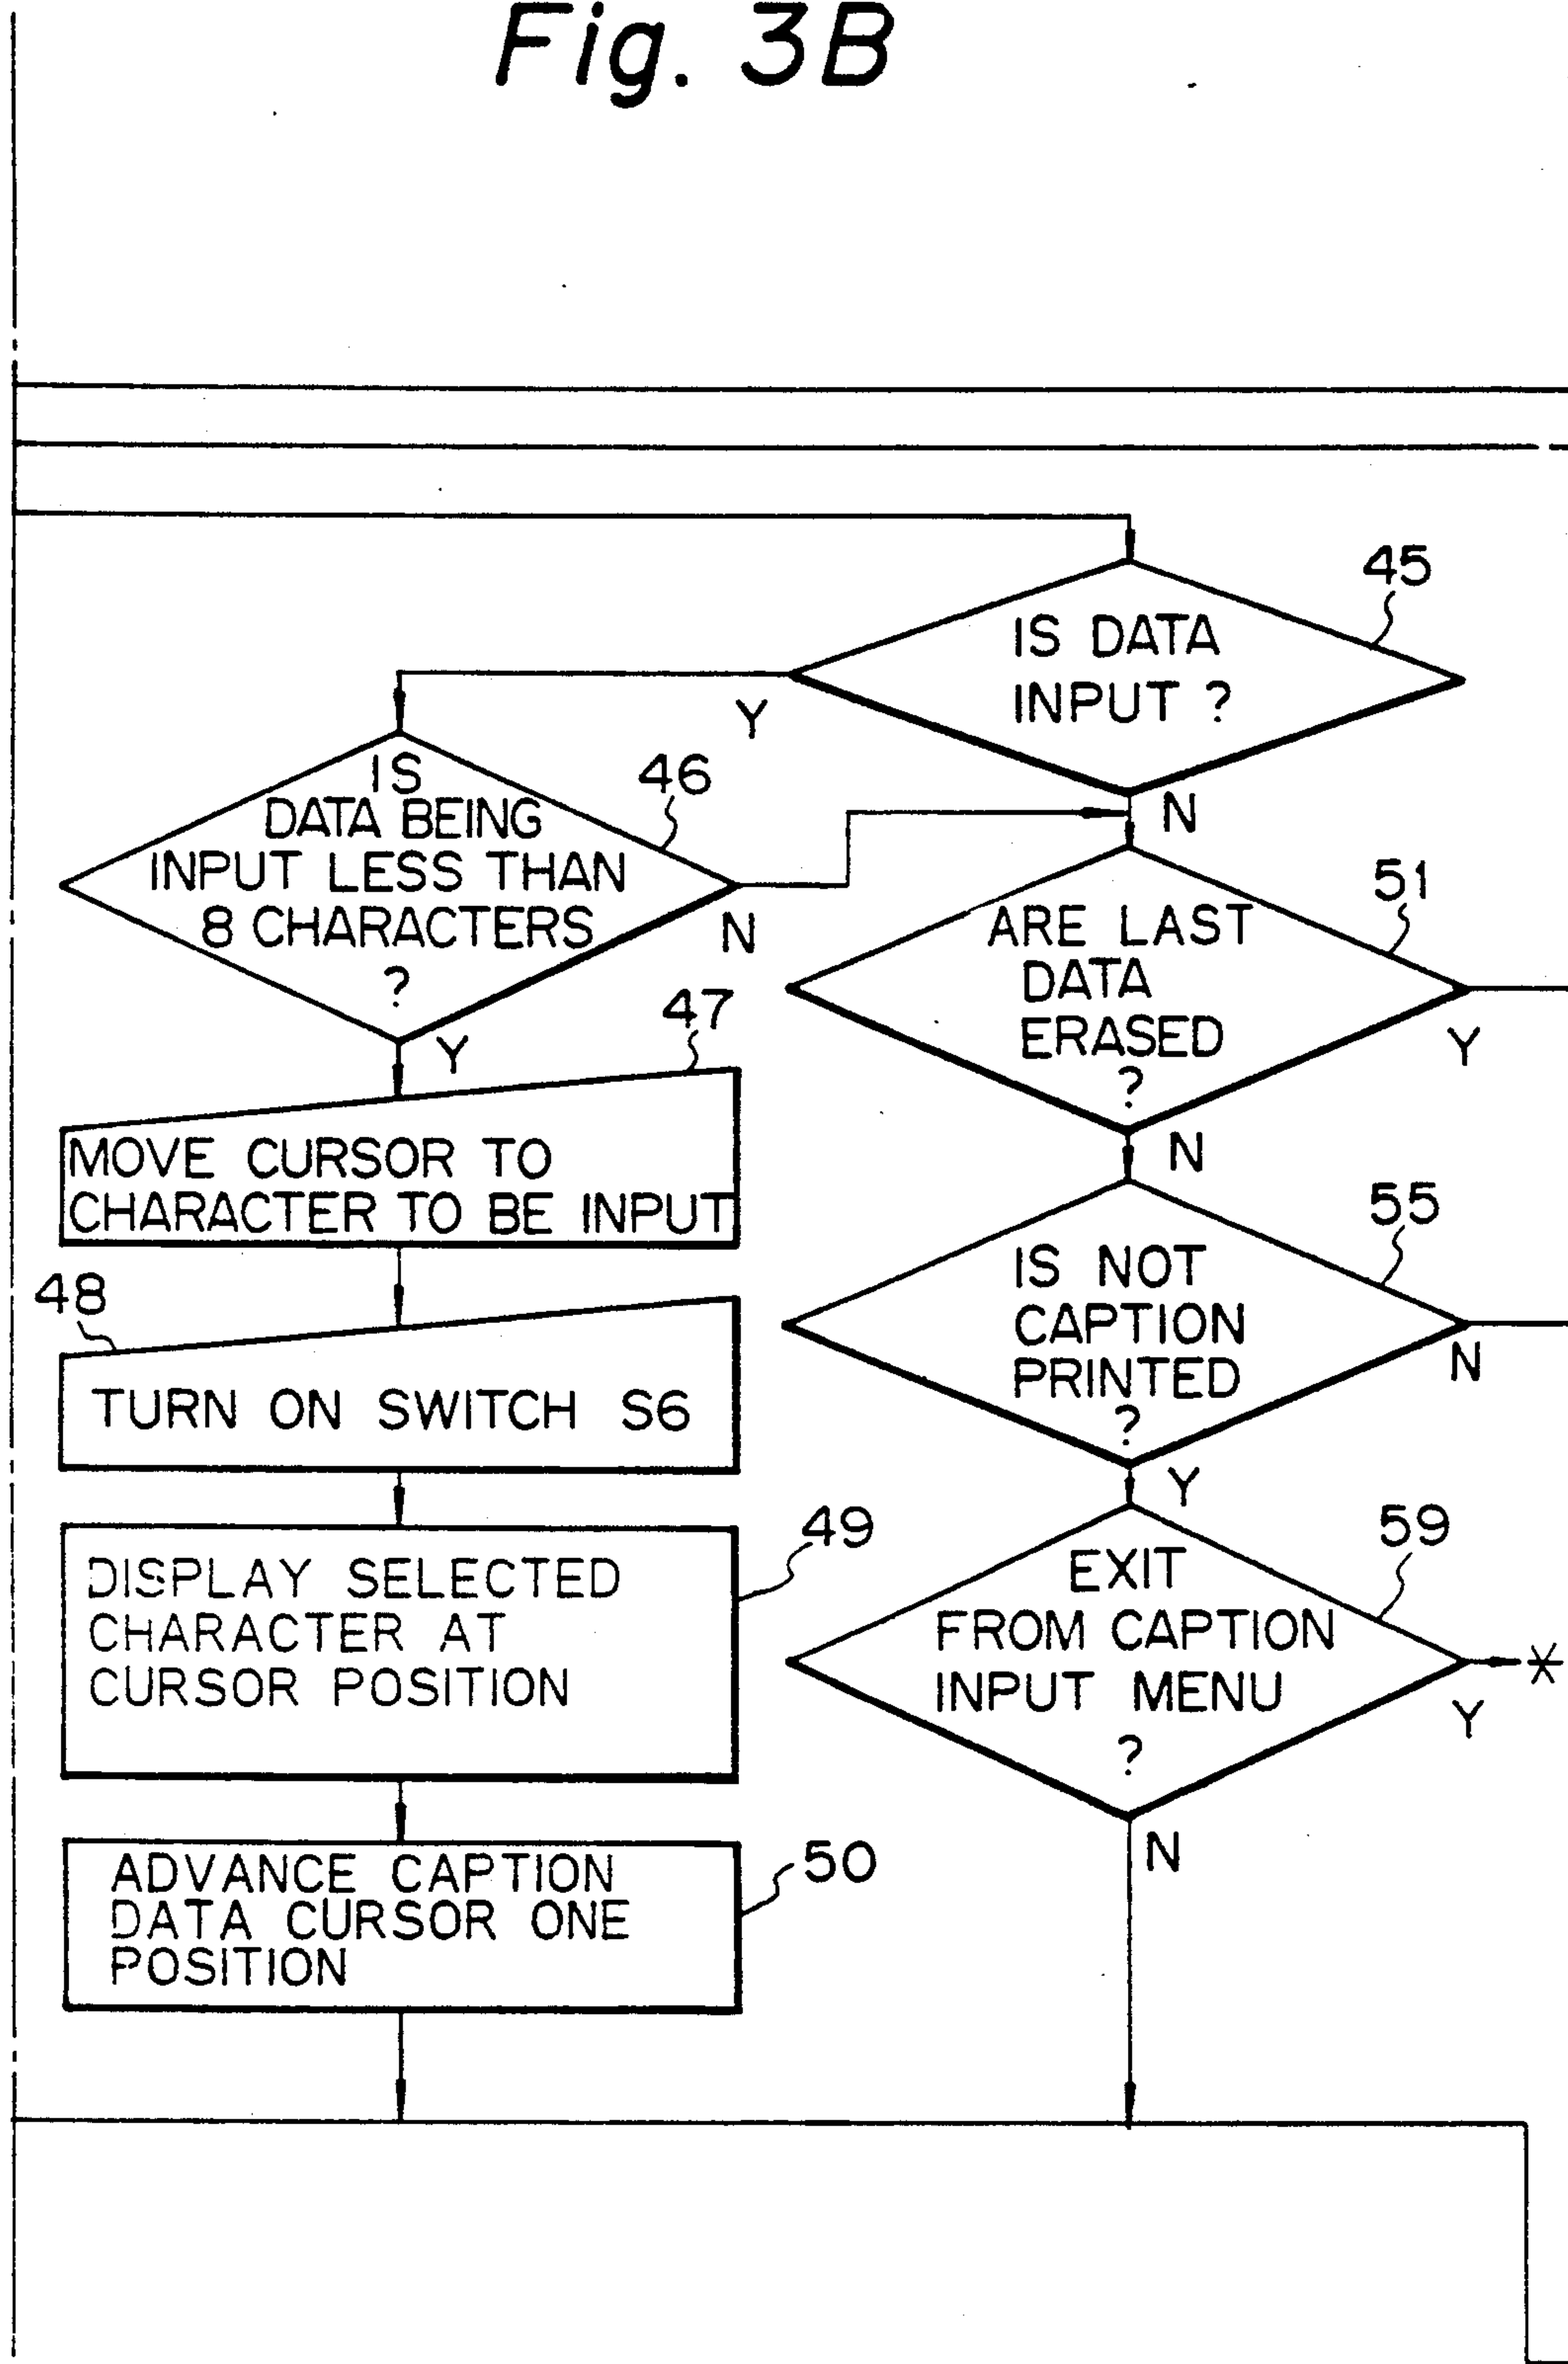 Fig. 3B
45
IS DATA
INPUT ?
Y
N
46
IS
DATA BEING
INPUT LESS THAN
8 CHARACTERS
?
N
Y
51
ARE LAST
DATA
ERASED
?
Y
N
47
MOVE CURSOR TO
CHARACTER TO BE INPUT
55
IS NOT
CAPTION
PRINTED
?
N
Y
48
TURN ON SWITCH S6
49
DISPLAY SELECTED
CHARACTER AT
CURSOR POSITION
59
EXIT
FROM CAPTION
INPUT MENU
?
Y
*
N
50
ADVANCE CAPTION
DATA CURSOR ONE
POSITION